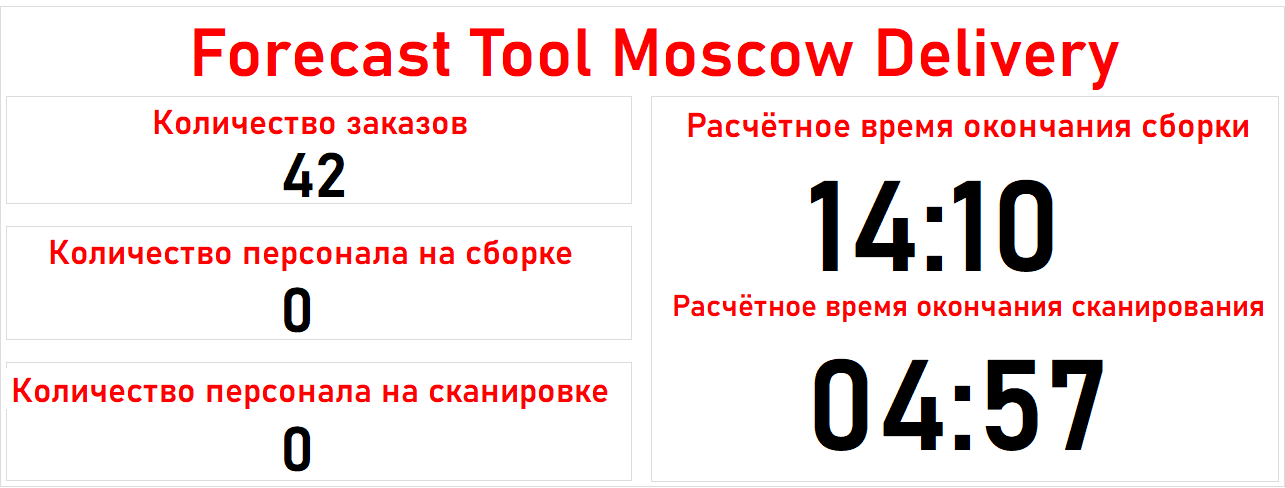 Forecast Tool Moscow Delivery
Количество заказов
42
Количество персонала на сборке
0
Количество персонала на сканировке
0
Расчётное время окончания сборки
14:10
Расчётное время окончания сканирования
04:57